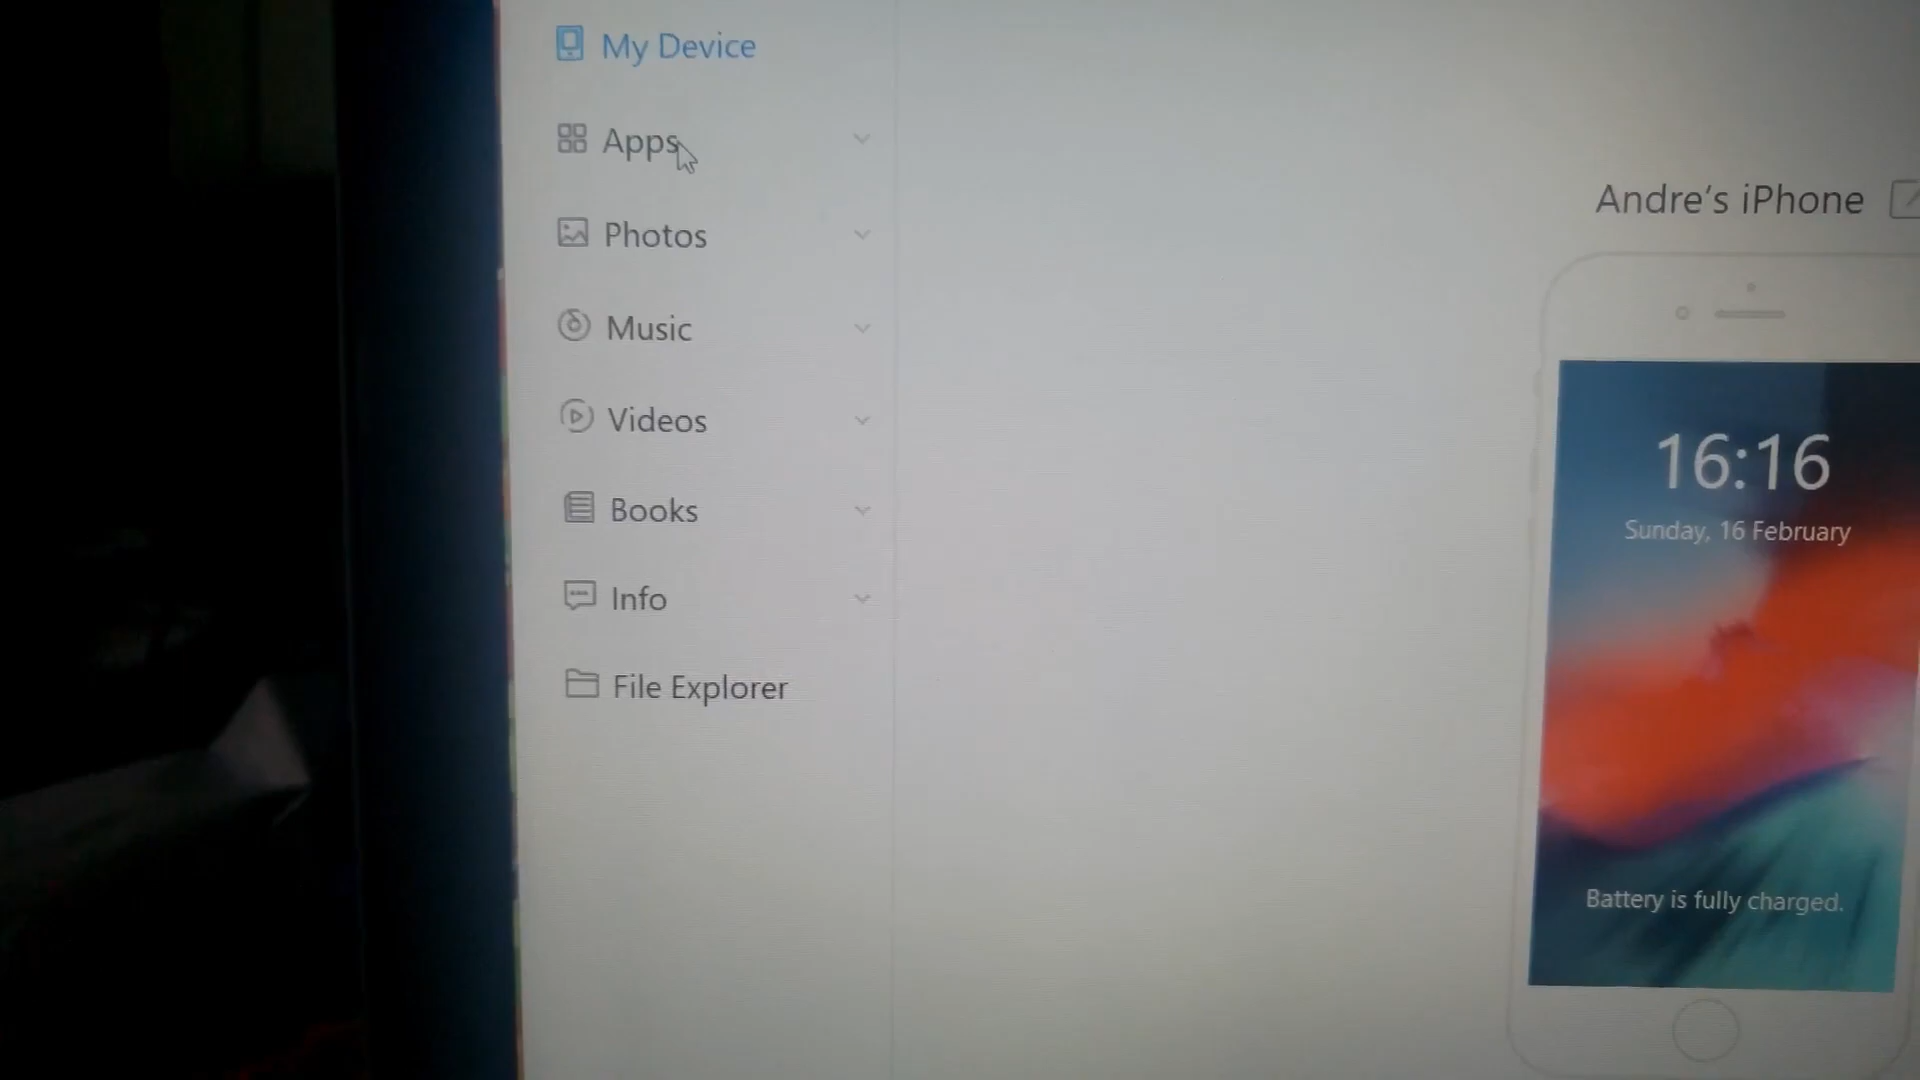 My Device
Apps
Photos
Music
Videos
Books
Info
File Explorer
Andre's iPhone
16:16
Sunday, 16 February
Battery is fully charged.